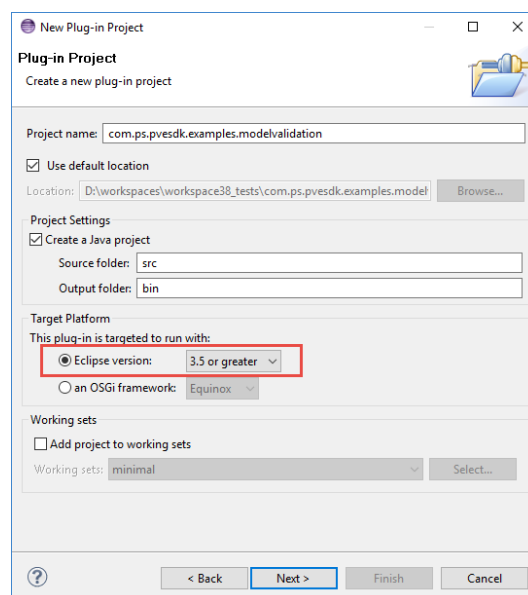 New Plug-in Project
Plug-in Project
Create a new plug-in project
Project name: com.ps.pvesdk.examples.modelvalidation
Use default location
Location: D:\workspaces\workspace38_tests\com.ps.pvesdk.examples.model Browse...
Project Settings
Create a Java project
Source folder: src
Output folder: bin
Target Platform
This plug-in is targeted to run with:
Eclipse version: 3.5 or greater
an OSGi framework: Equinox
Working sets
Add project to working sets
Working sets: minimal Select...
? < Back Next > Finish Cancel